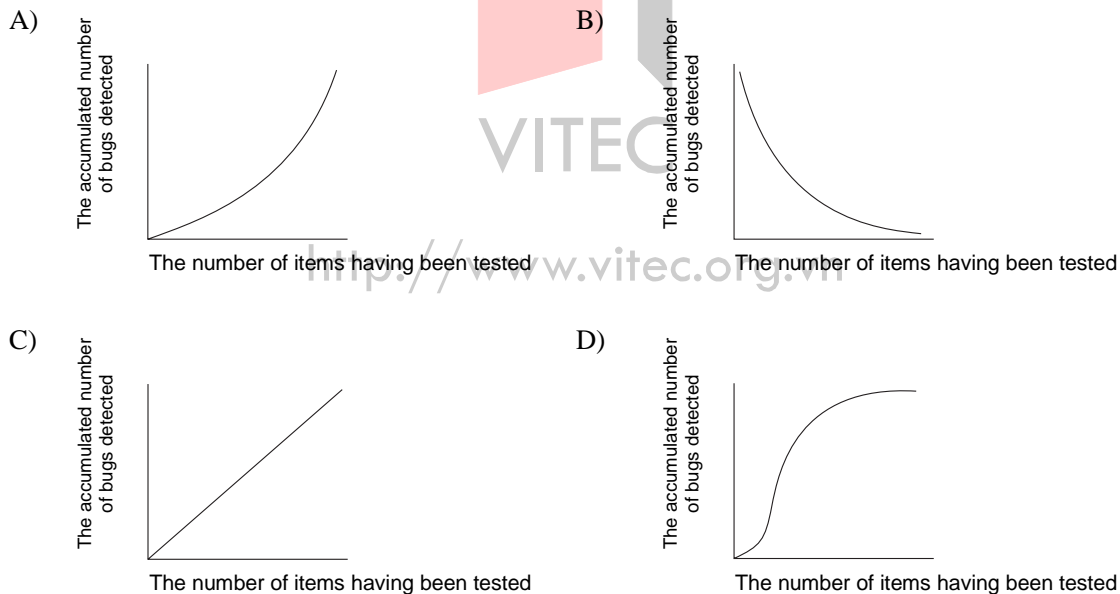 A)
The accumulated number
of bugs detected
The number of items having been tested
B)
The accumulated number
of bugs detected
The number of items having been tested
VITEC
http://www.vitec.org.vn
C)
The accumulated number
of bugs detected
The number of items having been tested
D)
The accumulated number
of bugs detected
The number of items having been tested